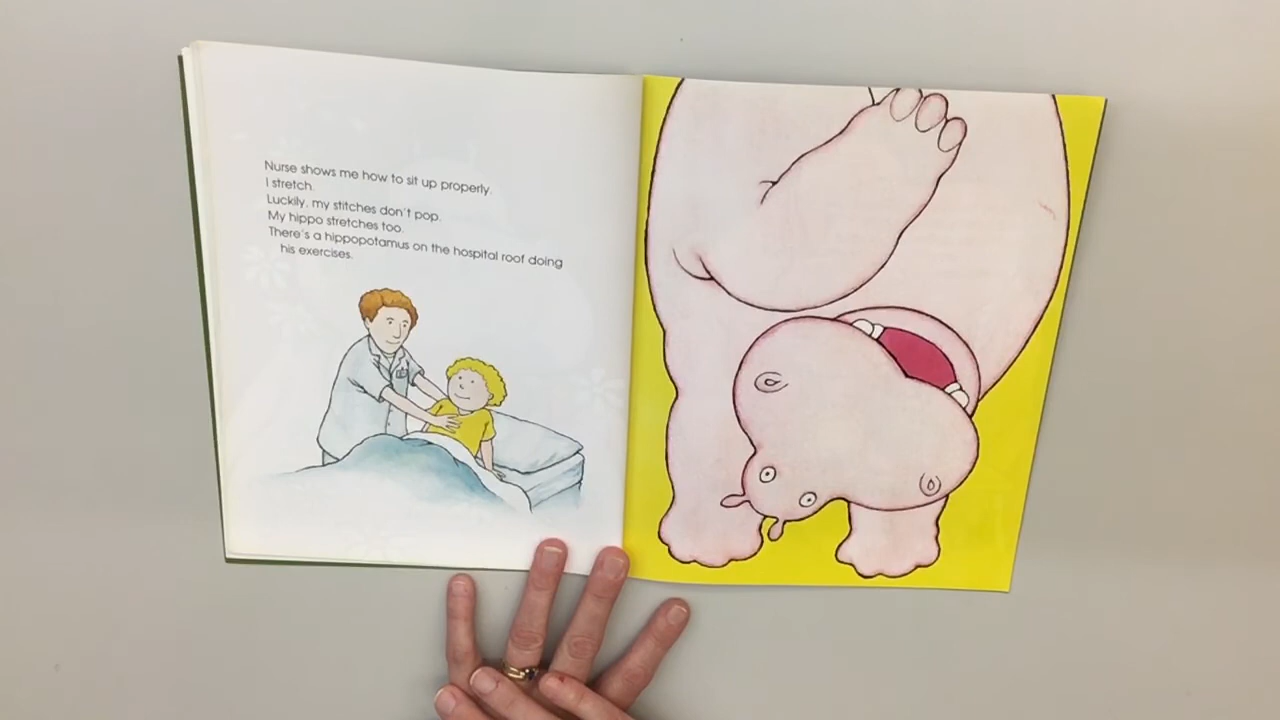 Nurse shows me how to sit up properly.
I stretch.
Luckily, my stitches don't pop.
My hippo stretches too.
There's a hippopotamus on the hospital roof doing
his exercises.